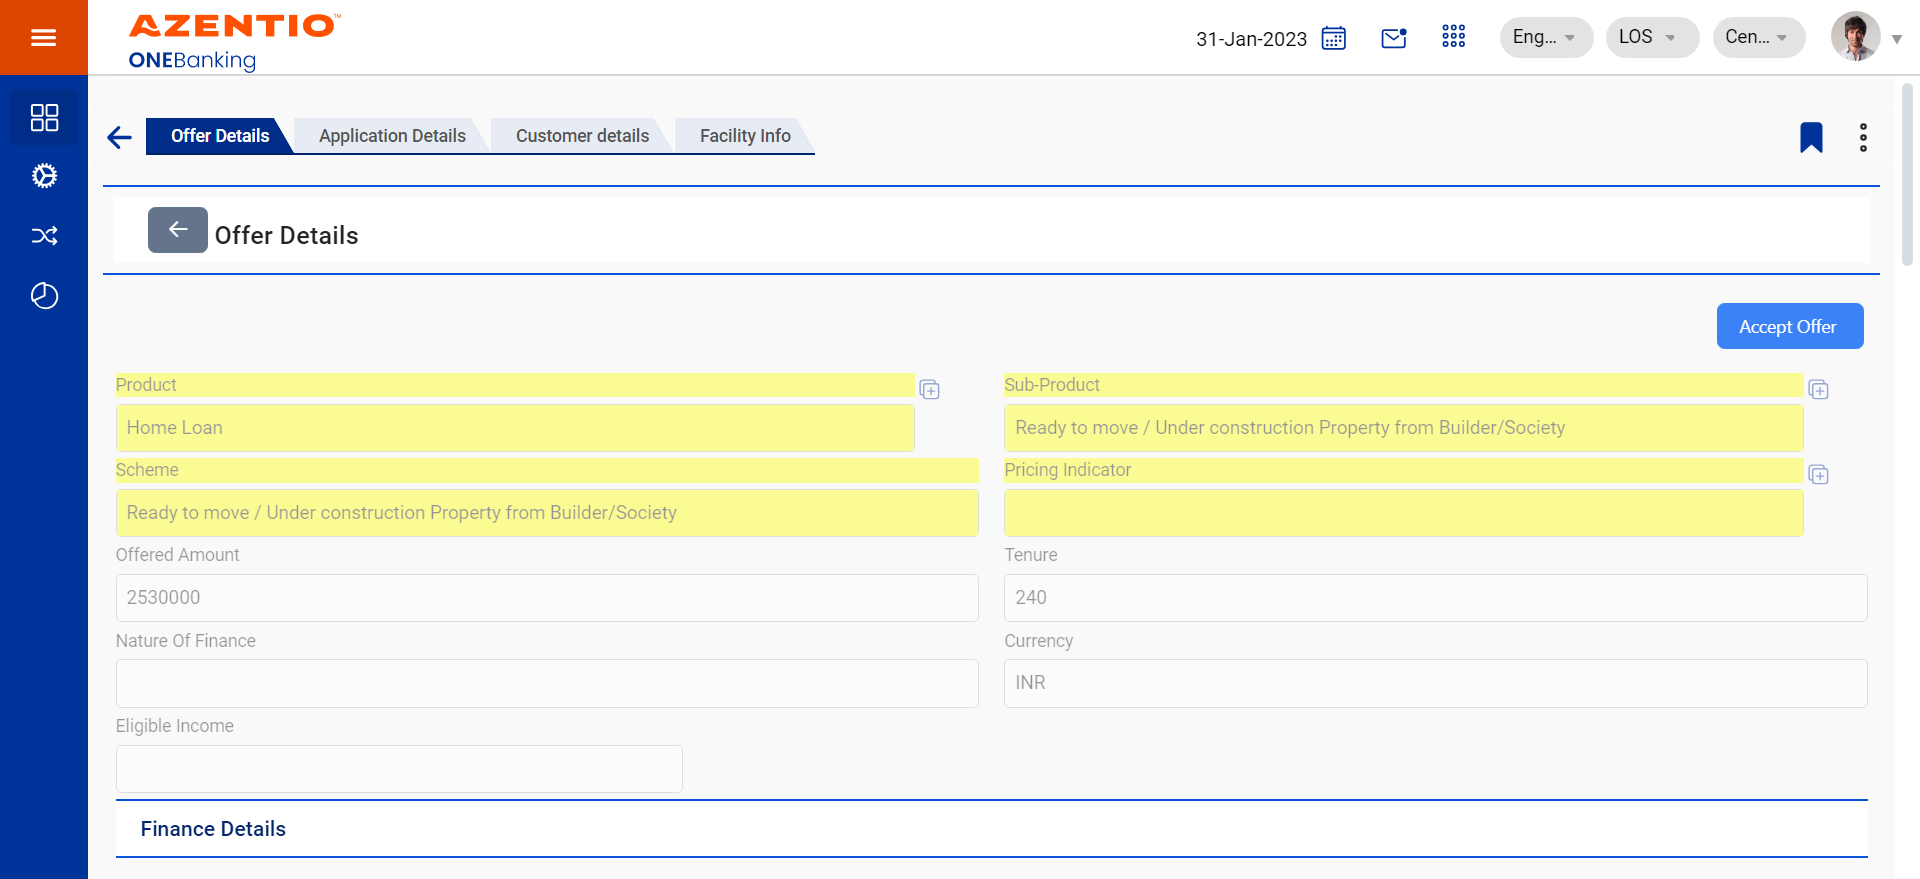 AZENTIO™
ONEBanking
31-Jan-2023
Eng...
LOS
Cen...
Offer Details
Application Details
Customer details
Facility Info
Offer Details
Accept Offer
Product
Sub-Product
Home Loan
Ready to move / Under construction Property from Builder/Society
Scheme
Pricing Indicator
Ready to move / Under construction Property from Builder/Society
Offered Amount
Tenure
2530000
240
Nature Of Finance
Currency
INR
Eligible Income
Finance Details